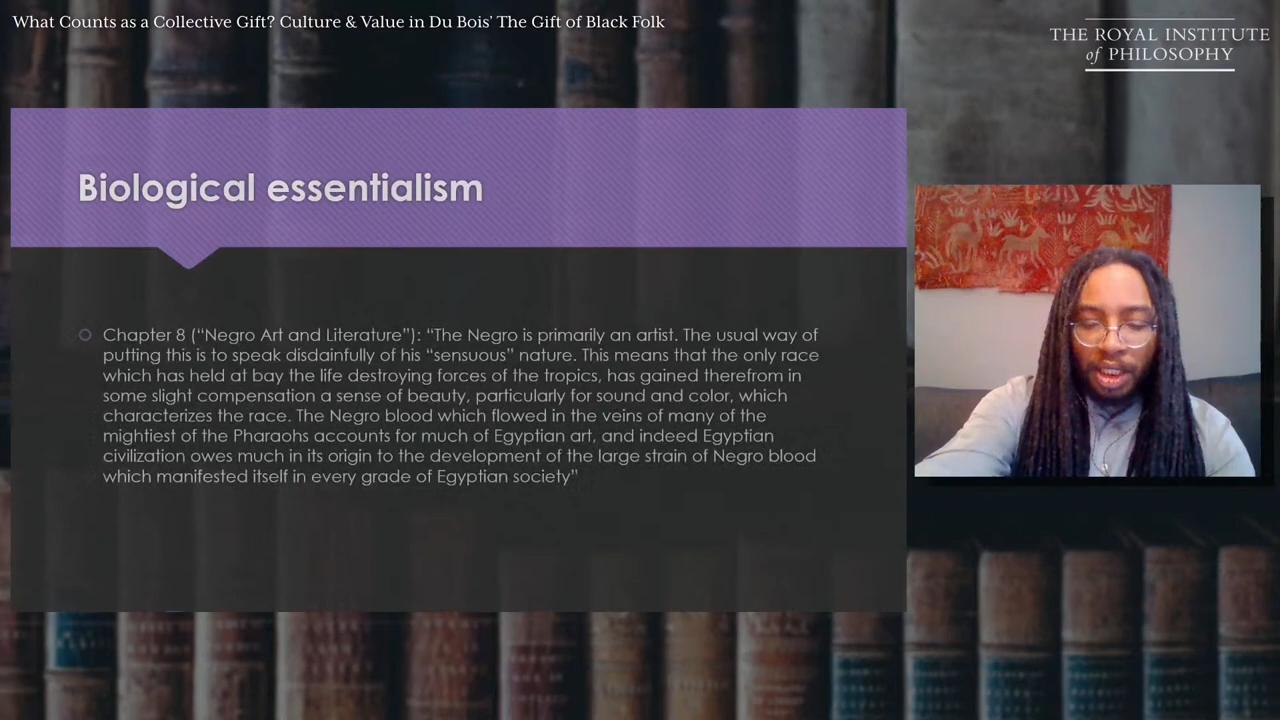 What Counts as a Collective Gift? Culture & Value in Du Bois' The Gift of Black Folk
THE ROYAL INSTITUTE
of PHILOSOPHY
Biological essentialism
Chapter 8 (“Negro Art and Literature”): “The Negro is primarily an artist. The usual way of
putting this is to speak disdainfully of his “sensuous” nature. This means that the only race
which has held at bay the life destroying forces of the tropics, has gained therefrom in
some slight compensation a sense of beauty, particularly for sound and color, which
characterizes the race. The Negro blood which flowed in the veins of many of the
mightiest of the Pharaohs accounts for much of Egyptian art, and indeed Egyptian
civilization owes much in its origin to the development of the large strain of Negro blood
which manifested itself in every grade of Egyptian society”